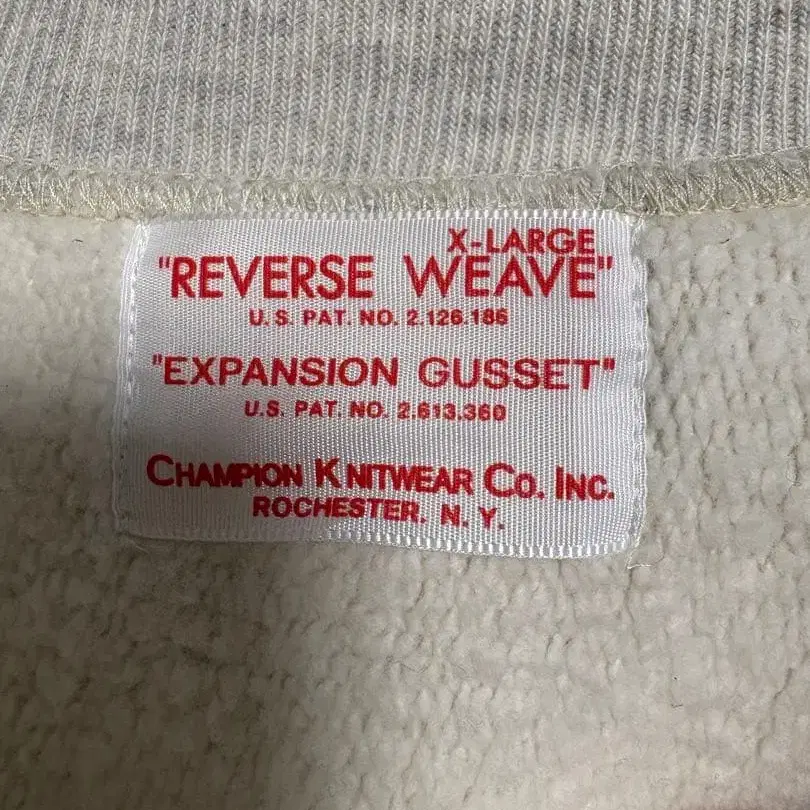 X-LARGE
"REVERSE WEAVE"
U.S. PAT. NO. 2.126.186
"EXPANSION GUSSET"
U.S. PAT. NO. 2.613.360
CHAMPION KNITWEAR CO. INC.
ROCHESTER. N. Y.